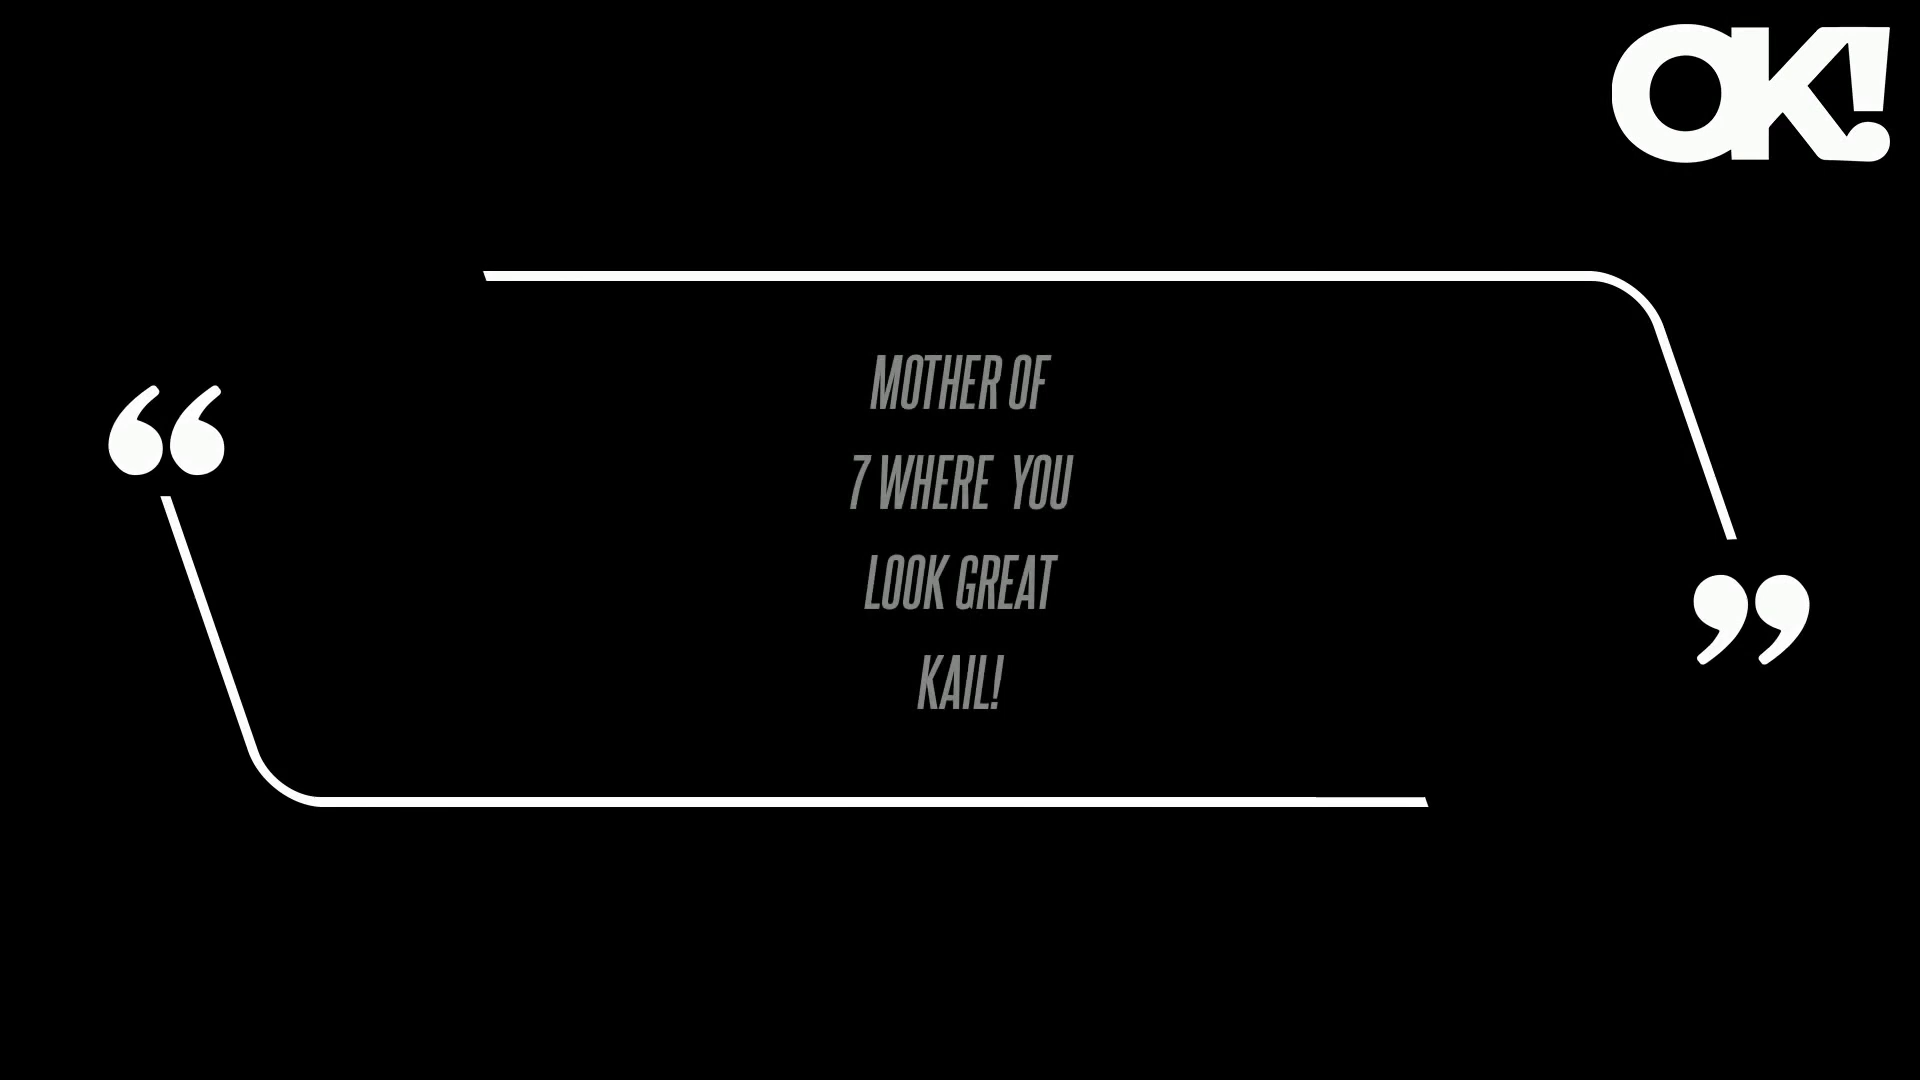 OK!
“
MOTHER OF
7 WHERE YOU
LOOK GREAT
KAIL!
”